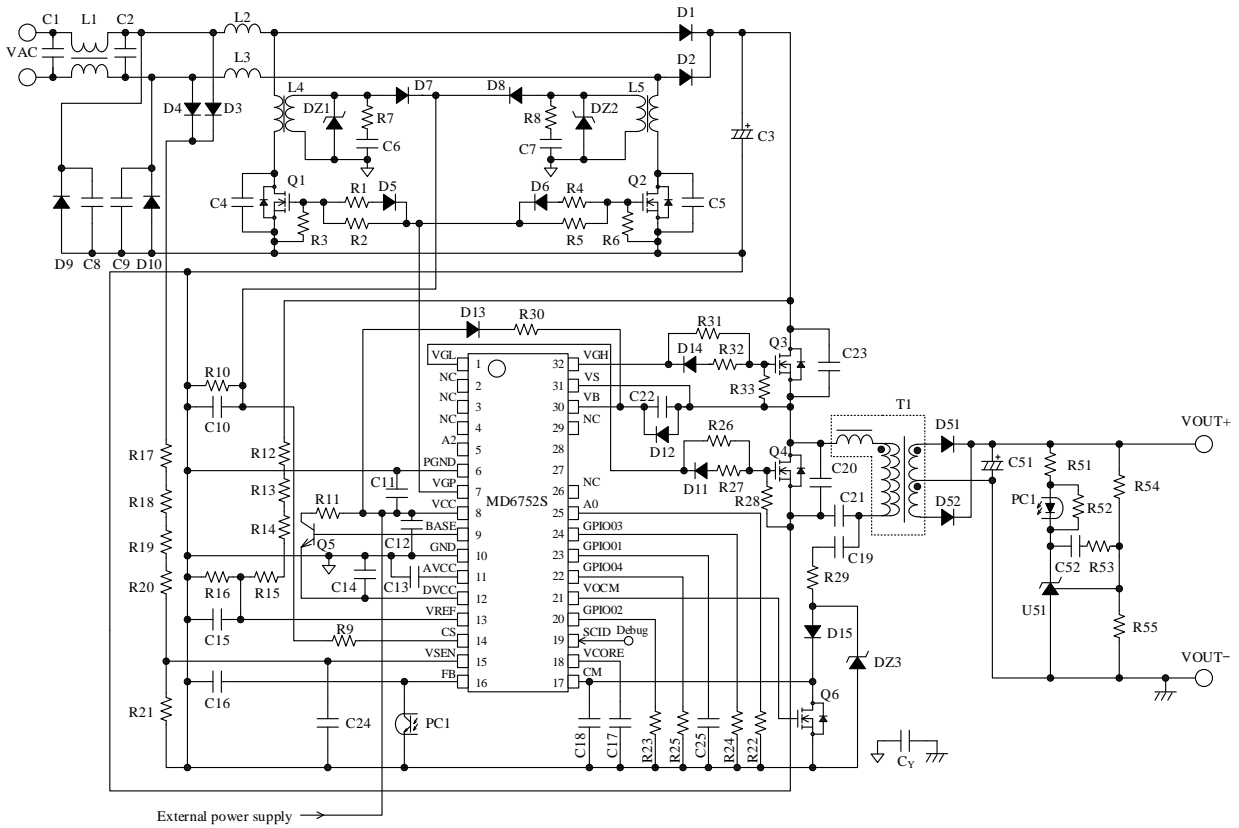 C1 L1 C2 L2 D1
VAC L3 D2
D4 D3 L4 DZ1 D7 D8 DZ2 L5
R7 R8 C3
C6 C7
Q1 R1 D5 D6 R4 Q2
C4 C5
R3 R2 R5 R6
D9 C8 C9 D10
D13 R30 R31 Q3
VGL 1 32 VGH D14 R32 C23
NC 2 31 VS
R10 R33
NC 3 30 VB C22 T1
C10 VOUT+
NC 4 29 NC D12 R26 D51
A2 5 28 Q4
R17 R12 C20 C51 R51
PGND 6 27 D11 R27
C11 R28
R18 R13 VGP 7 MD6752S 26 NC C21 D52 PC1 R52 R54
R11 VCC 8 25 A0
R14 Q5 C12 BASE 9 24 GPIO03
R19 GND 10 23 GPIO01 C19 C52 R53
R20 R16 R15 C14 C13 AVCC 11 22 GPIO04 R29
DVCC 12 21 VOCM U51
C15 VREF 13 20 GPIO02 R55
R9 CS 14 19 SCID Debug D15
VSEN 15 18 VCORE DZ3 VOUT−
C16 FB 16 17 CM Q6
R21 C24 PC1
C18 C17 R23 R25 C25 R24 R22
CY
External power supply